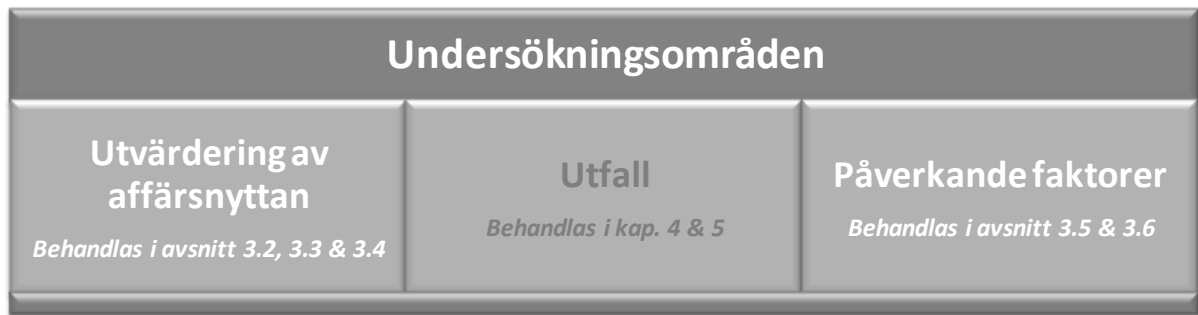 Undersökningsområden
Utvärdering av
affärsnyttan
Behandlas i avsnitt 3.2, 3.3 & 3.4
Utfall
Behandlas i kap. 4 & 5
Påverkande faktorer
Behandlas i avsnitt 3.5 & 3.6